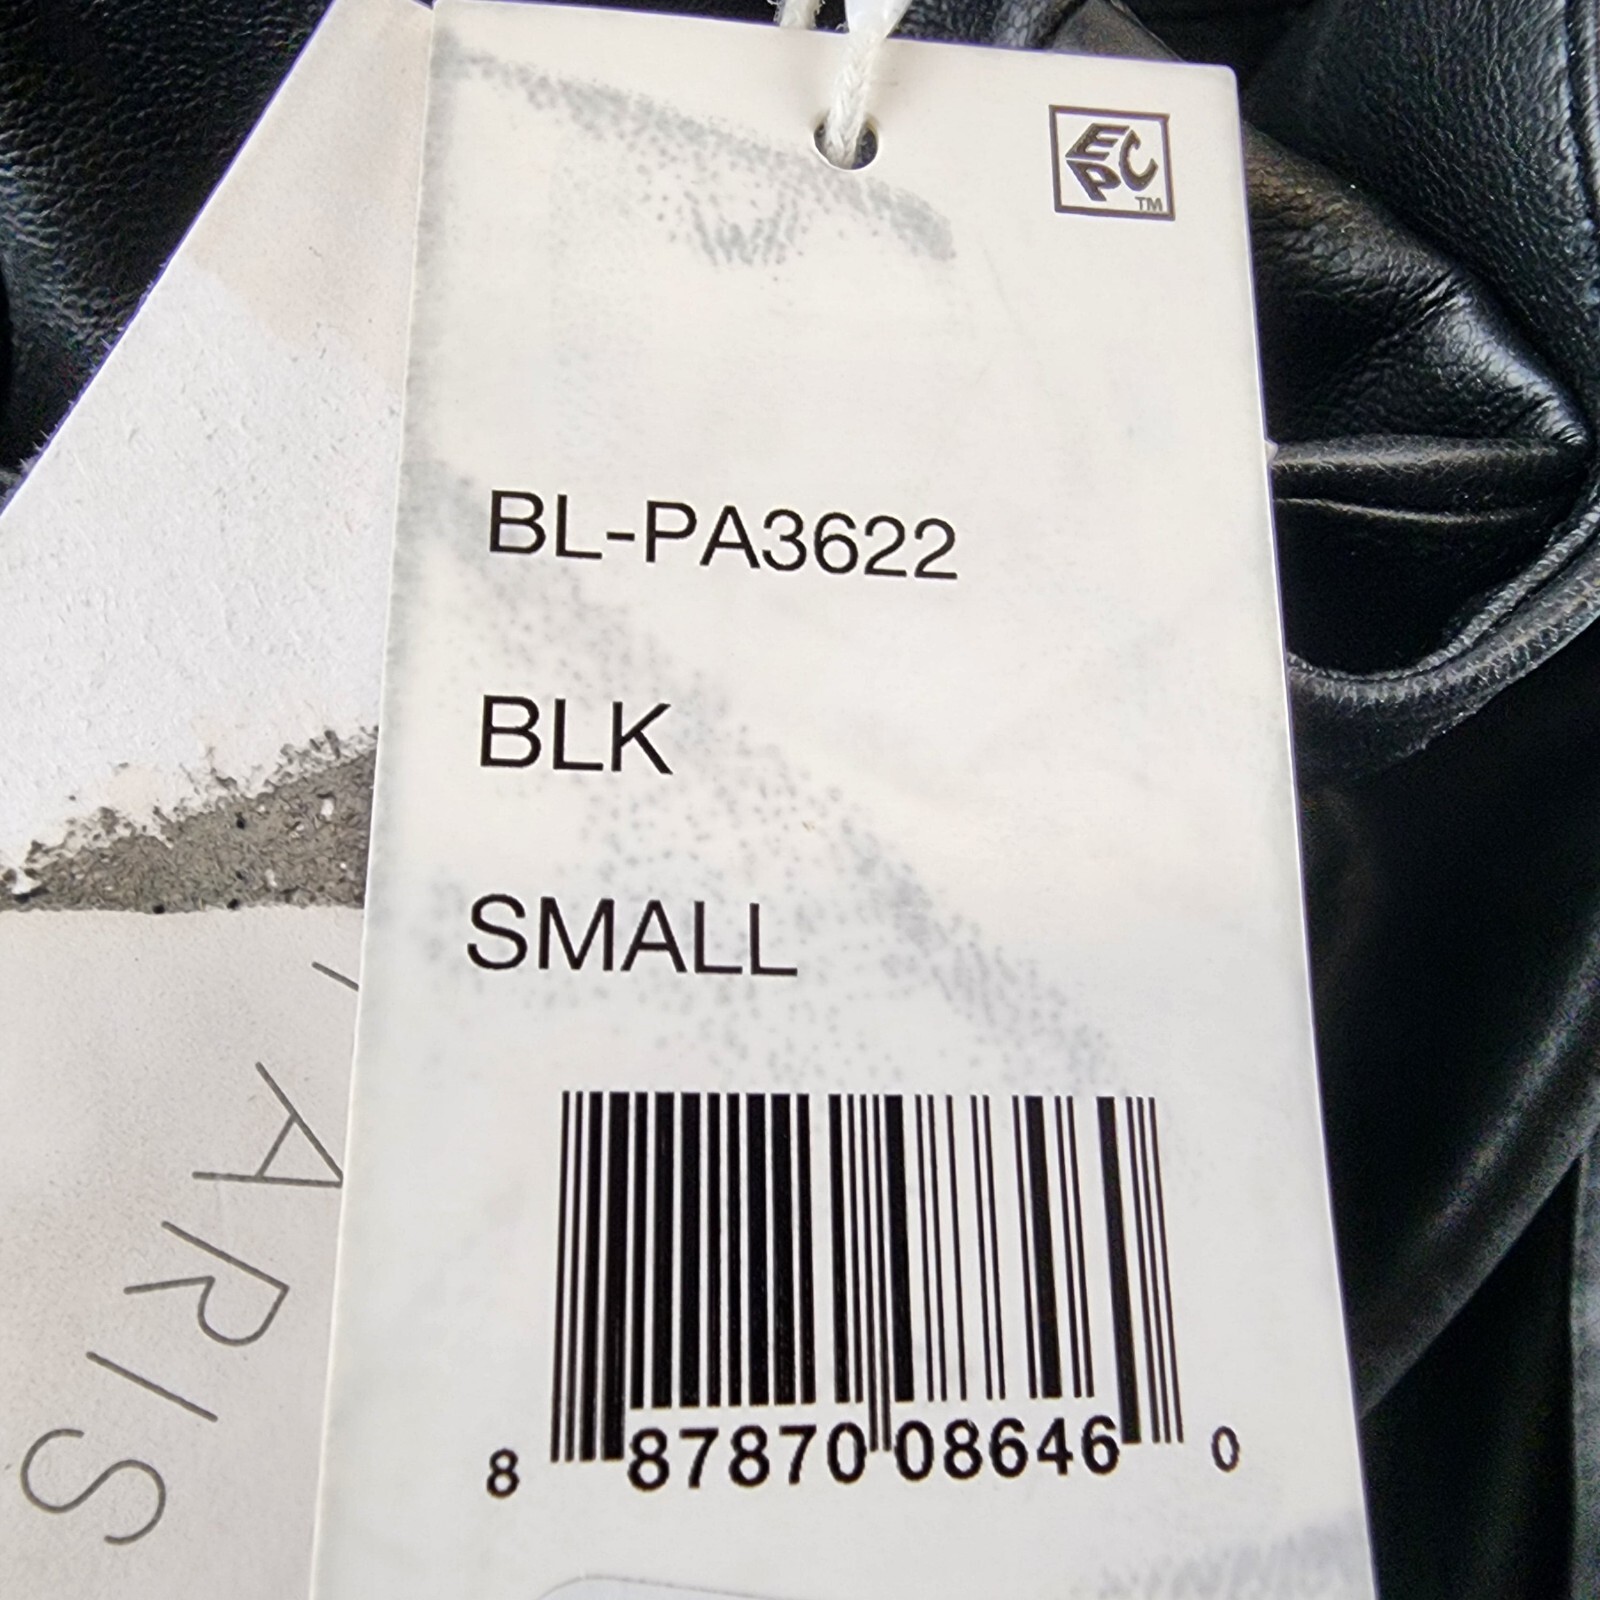 EPC
TM
BL-PA3622
BLK
SMALL
8 87870 08646 0
ARIS